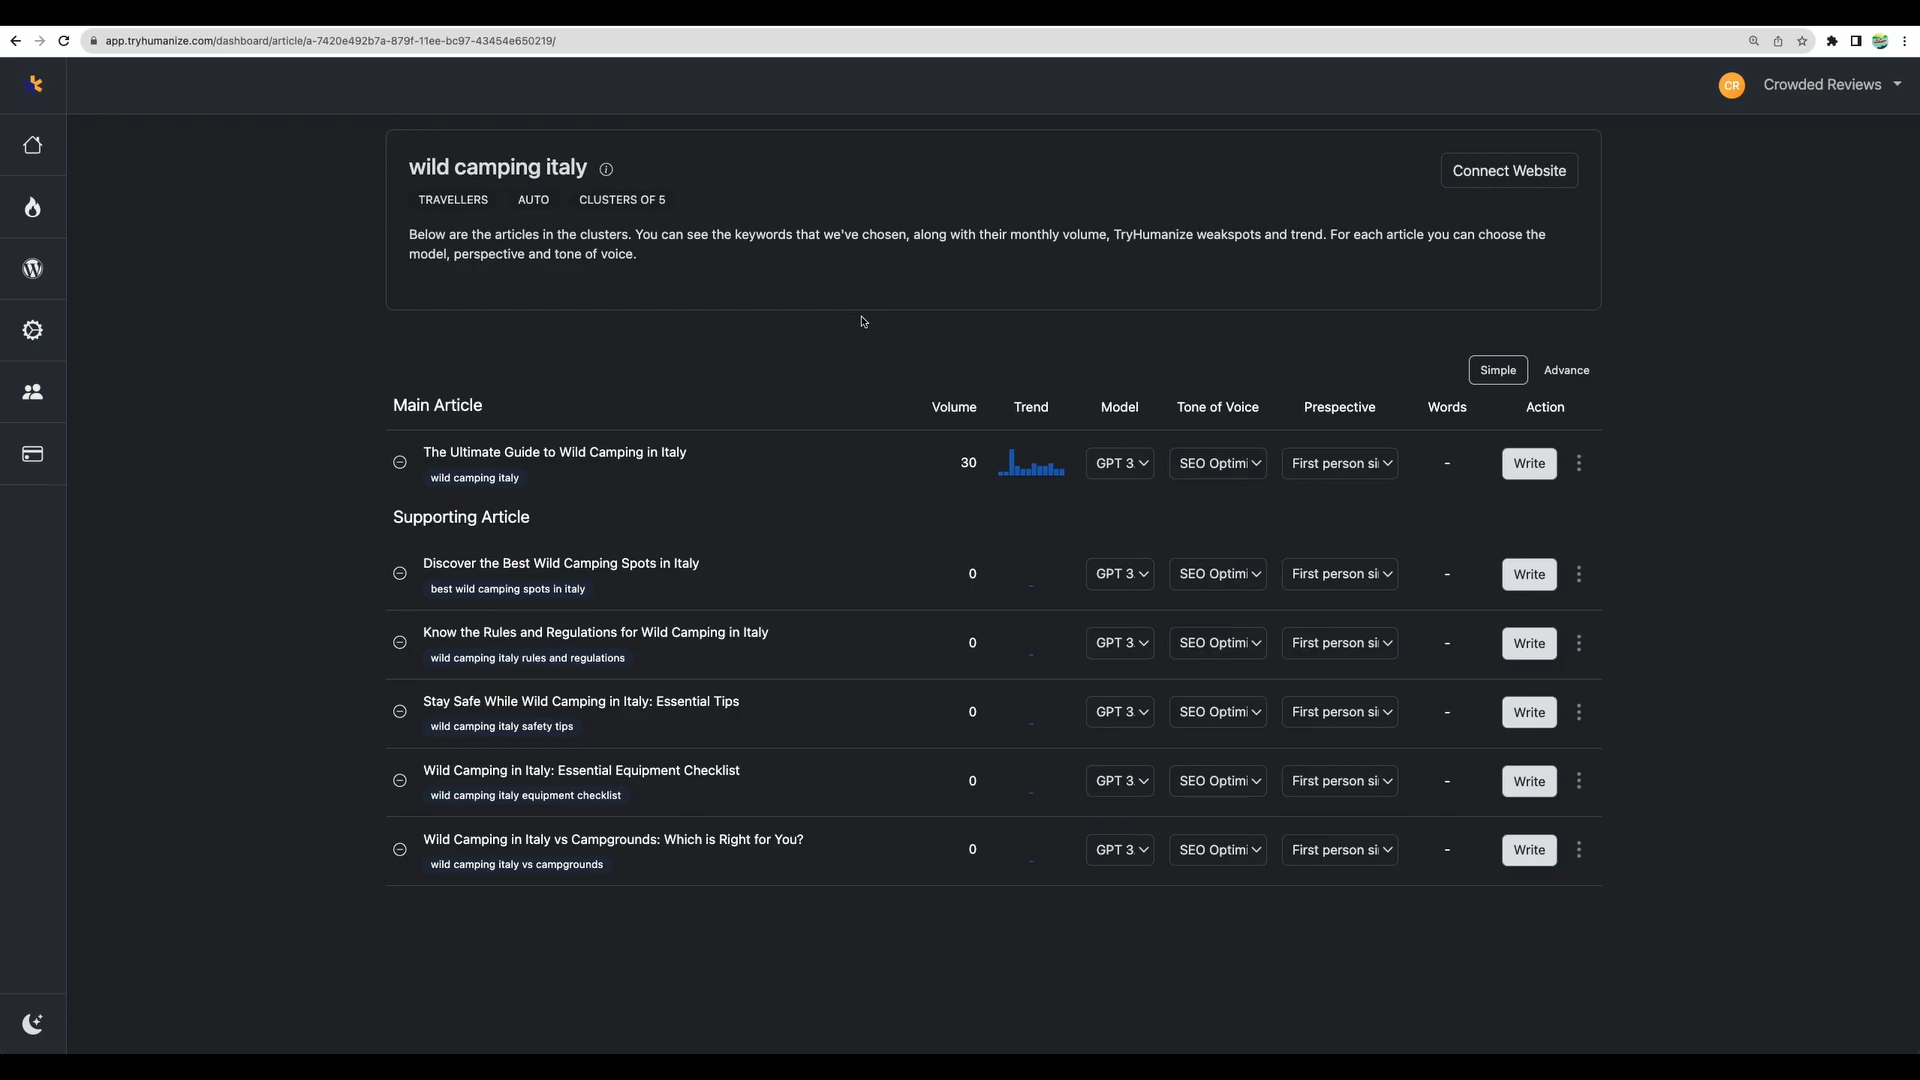 app.tryhumanize.com/dashboard/article/a-7420e492b7a-879f-11ee-bc97-43454e650219/
CR
Crowded Reviews
wild camping italy
Connect Website
TRAVELLERS AUTO CLUSTERS OF 5
Below are the articles in the clusters. You can see the keywords that we've chosen, along with their monthly volume, TryHumanize weakspots and trend. For each article you can choose the
model, perspective and tone of voice.
Simple Advance
Main Article Volume Trend Model Tone of Voice Prespective Words Action
The Ultimate Guide to Wild Camping in Italy
wild camping italy
30 GPT 3. SEO Optimi First person si - Write
Supporting Article
Discover the Best Wild Camping Spots in Italy
best wild camping spots in italy
0 - GPT 3. SEO Optimi First person si - Write
Know the Rules and Regulations for Wild Camping in Italy
wild camping italy rules and regulations
0 - GPT 3. SEO Optimi First person si - Write
Stay Safe While Wild Camping in Italy: Essential Tips
wild camping italy safety tips
0 - GPT 3. SEO Optimi First person si - Write
Wild Camping in Italy: Essential Equipment Checklist
wild camping italy equipment checklist
0 - GPT 3. SEO Optimi First person si - Write
Wild Camping in Italy vs Campgrounds: Which is Right for You?
wild camping italy vs campgrounds
0 - GPT 3. SEO Optimi First person si - Write